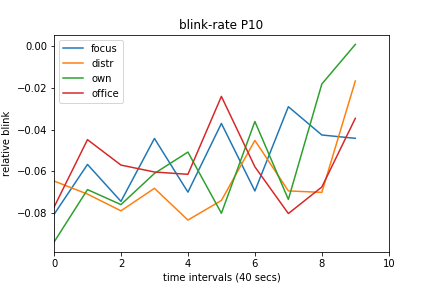 blink-rate P10
focus
distr
own
office
relative blink
0.00
−0.02
−0.04
−0.06
−0.08
0 2 4 6 8 10
time intervals (40 secs)